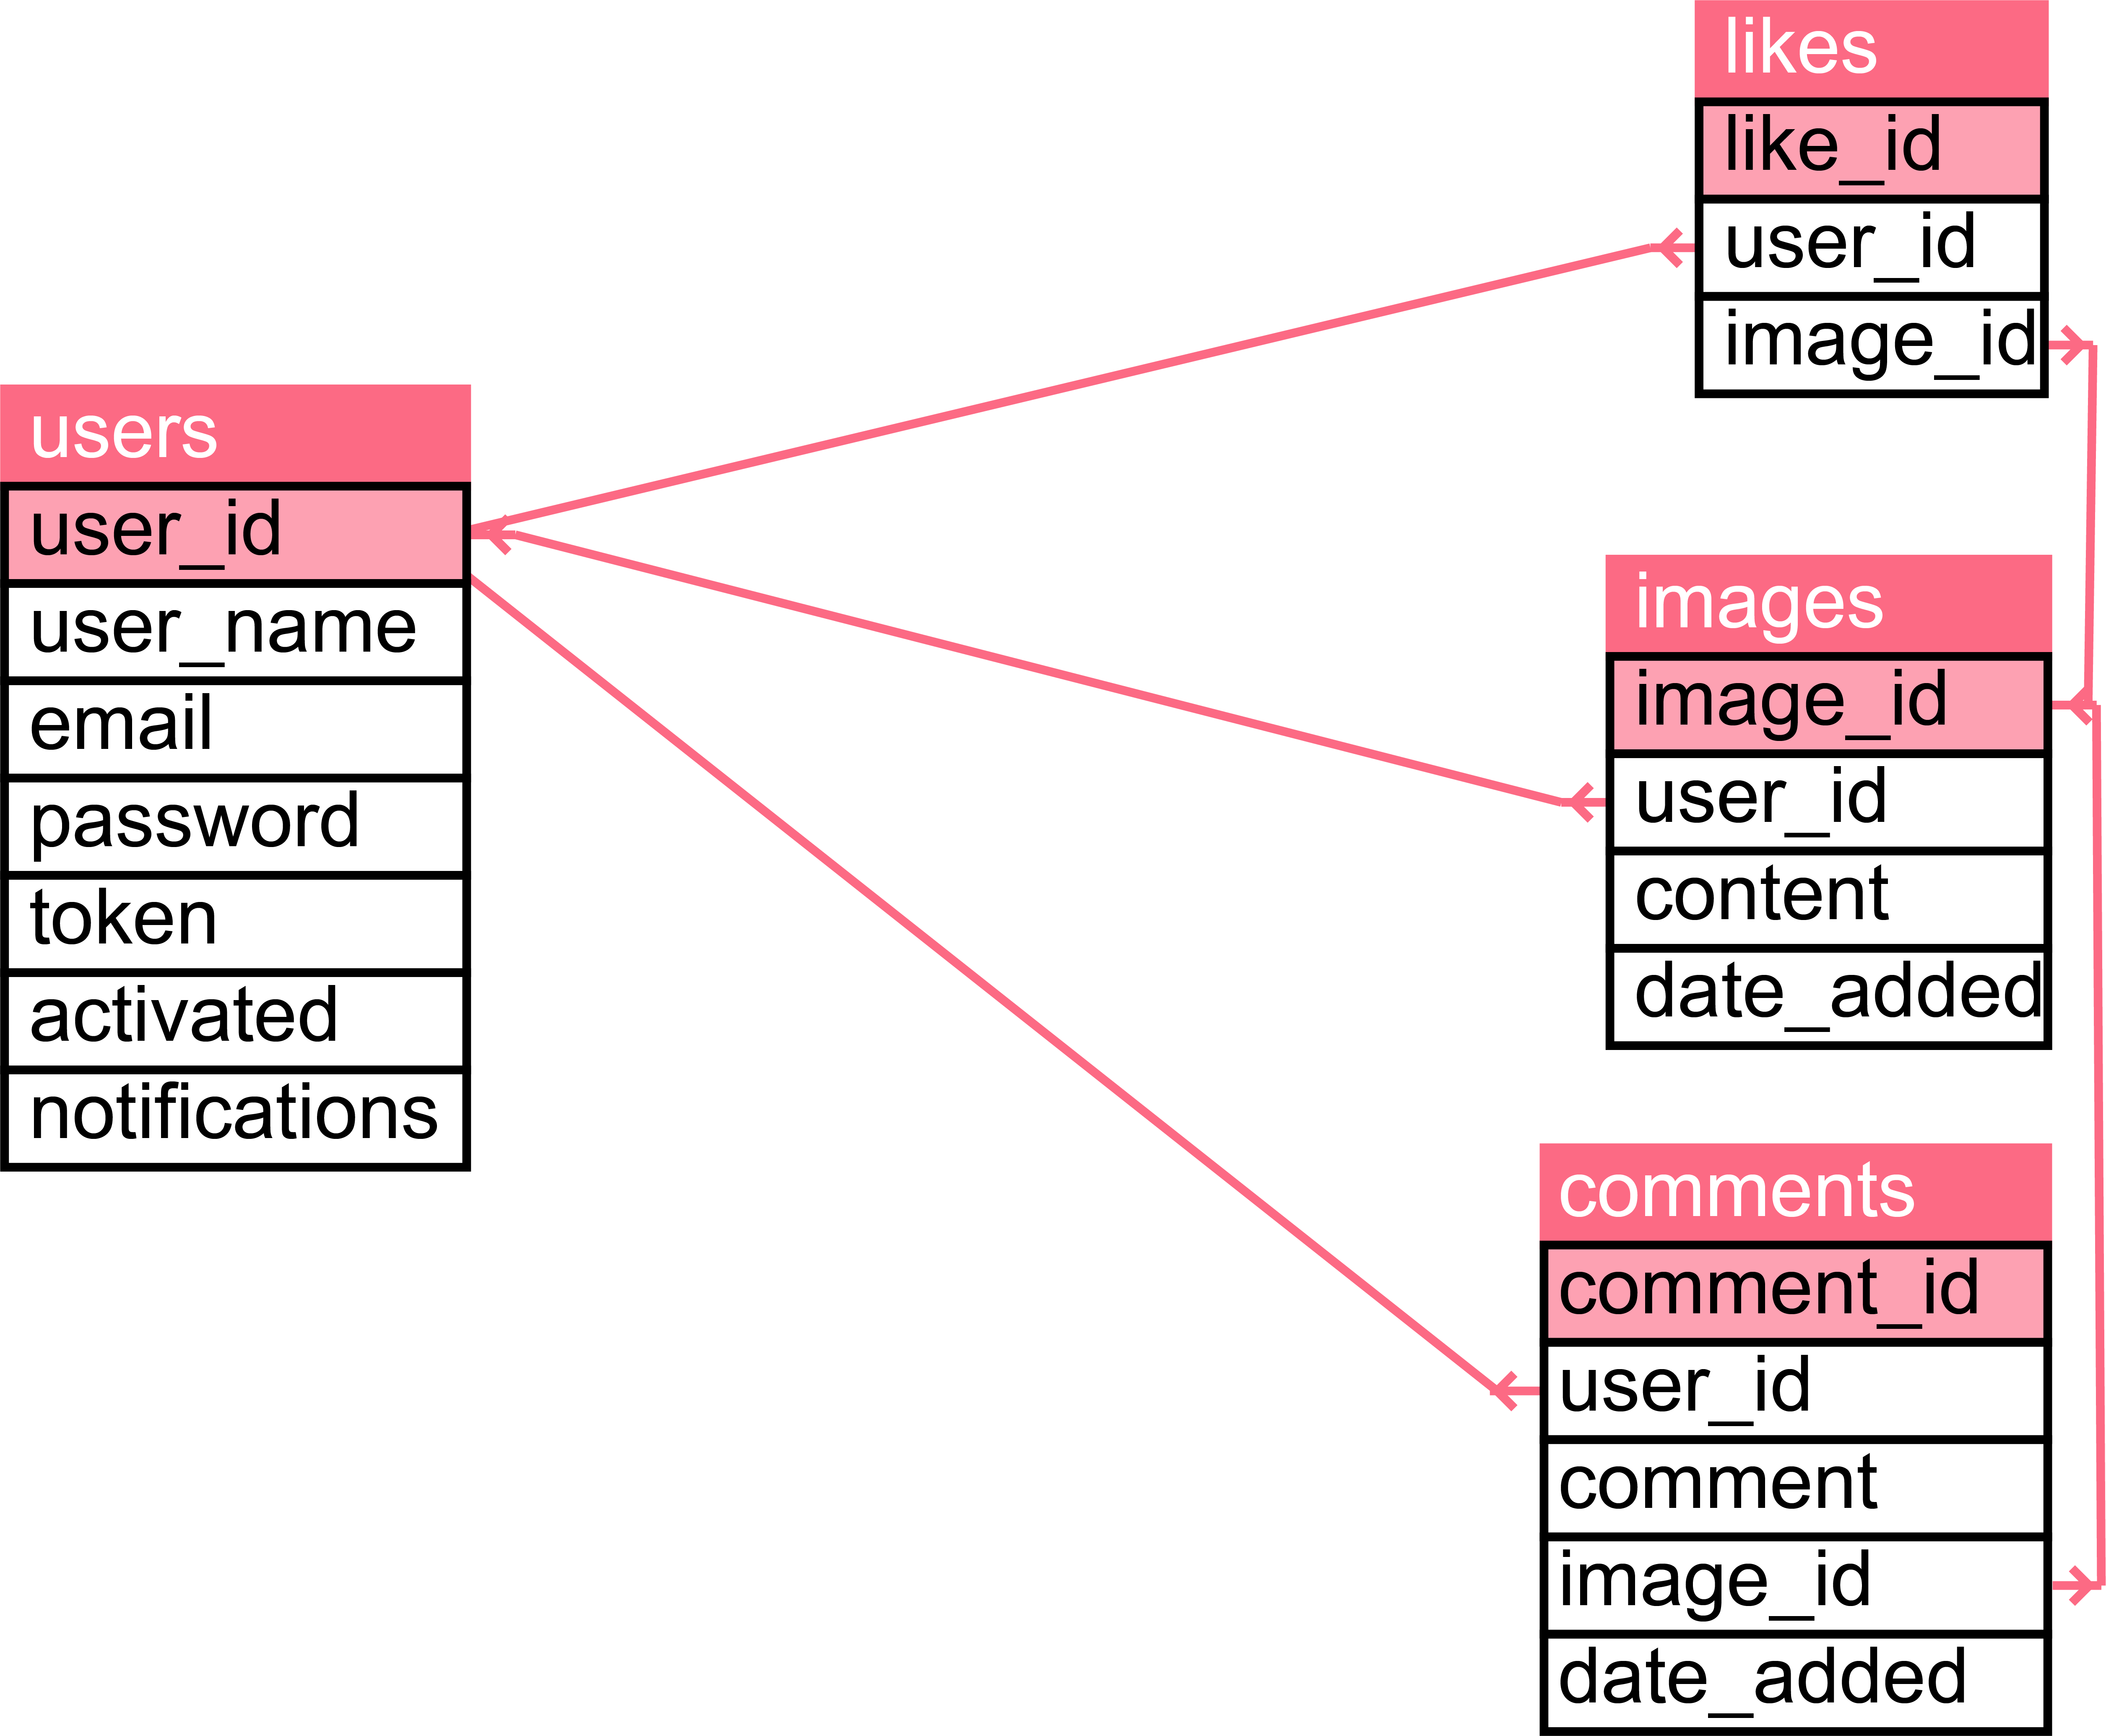 likes
like_id
user_id
image_id
users
user_id
user_name
email
password
token
activated
notifications
images
image_id
user_id
content
date_added
comments
comment_id
user_id
comment
image_id
date_added